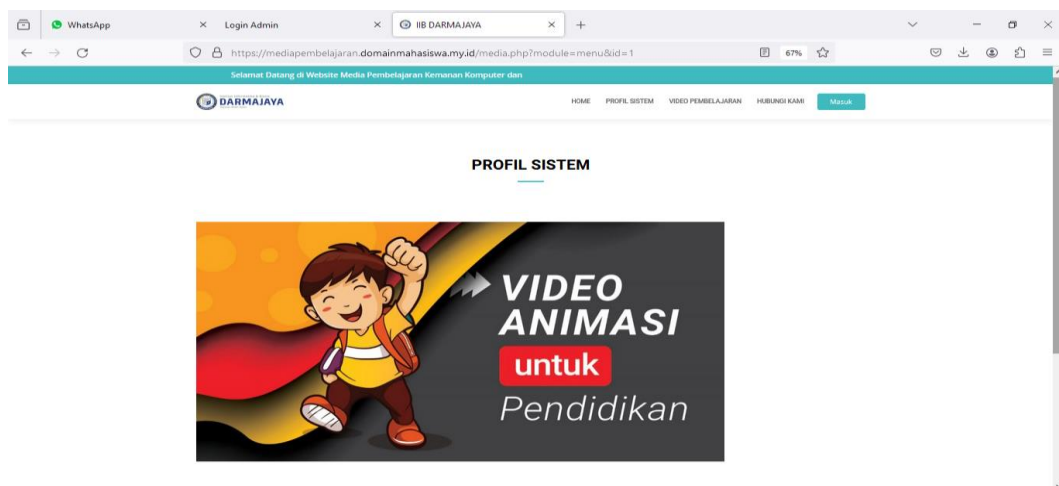 WhatsApp
Login Admin
IIB DARMAJAYA
https://mediapembelajaran.domainmahasiswa.my.id/media.php?module=menu&id=1
67%
Selamat Datang di Website Media Pembelajaran Kemanan Komputer dan
DARMAJAYA
HOME PROFIL SISTEM VIDEO PEMBELAJARAN HUBUNGI KAMI Masuk
PROFIL SISTEM
VIDEO
ANIMASI
untuk
Pendidikan